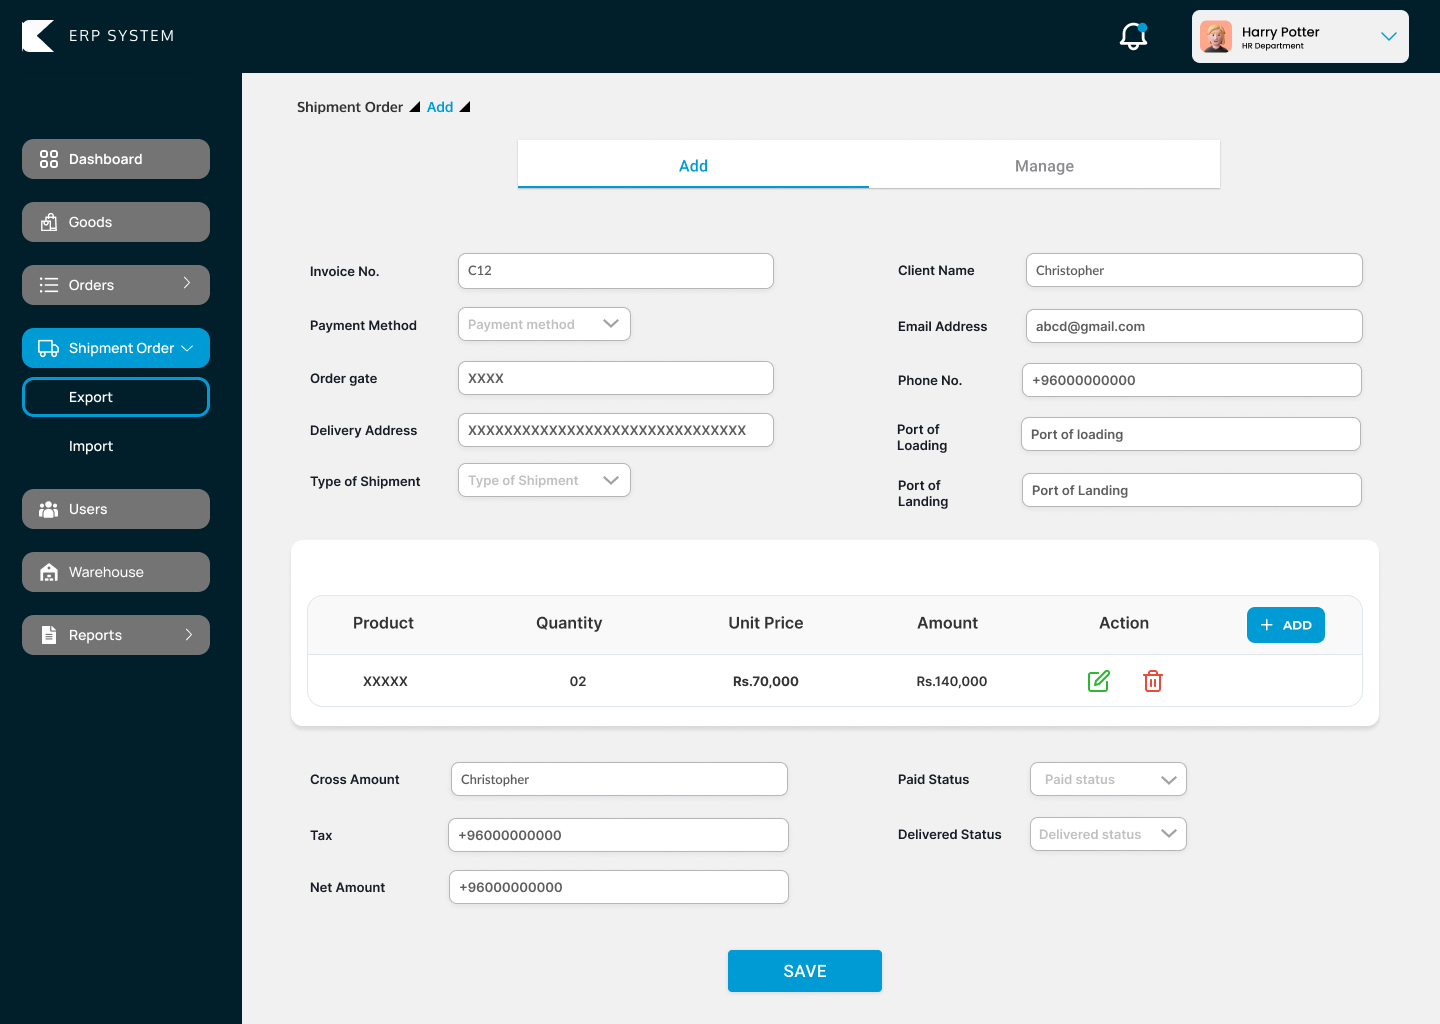 ERP SYSTEM
Harry Potter
HR Department
Dashboard
Goods
Orders
Shipment Order
Export
Import
Users
Warehouse
Reports
Shipment Order Add
Add Manage
Invoice No. C12
Payment Method Payment method
Order gate XXXX
Delivery Address XXXXXXXXXXXXXXXXXXXXXXXXXXXXXXX
Type of Shipment Type of Shipment
Client Name Christopher
Email Address abcd@gmail.com
Phone No. +96000000000
Port of
Loading Port of loading
Port of
Landing Port of Landing
Product Quantity Unit Price Amount Action + ADD
XXXXX 02 Rs.70,000 Rs.140,000
Cross Amount Christopher
Tax +96000000000
Net Amount +96000000000
Paid Status Paid status
Delivered Status Delivered status
SAVE